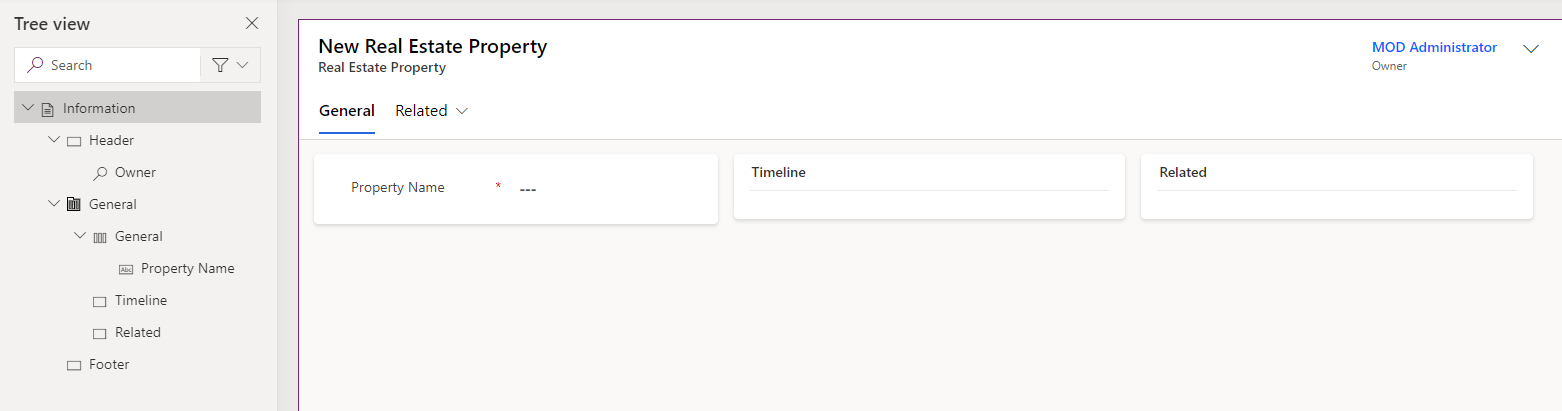 Tree view
Search
Information
Header
Owner
General
General
Abc Property Name
Timeline
Related
Footer
New Real Estate Property
Real Estate Property
MOD Administrator
Owner
General Related
Property Name * ---
Timeline
Related